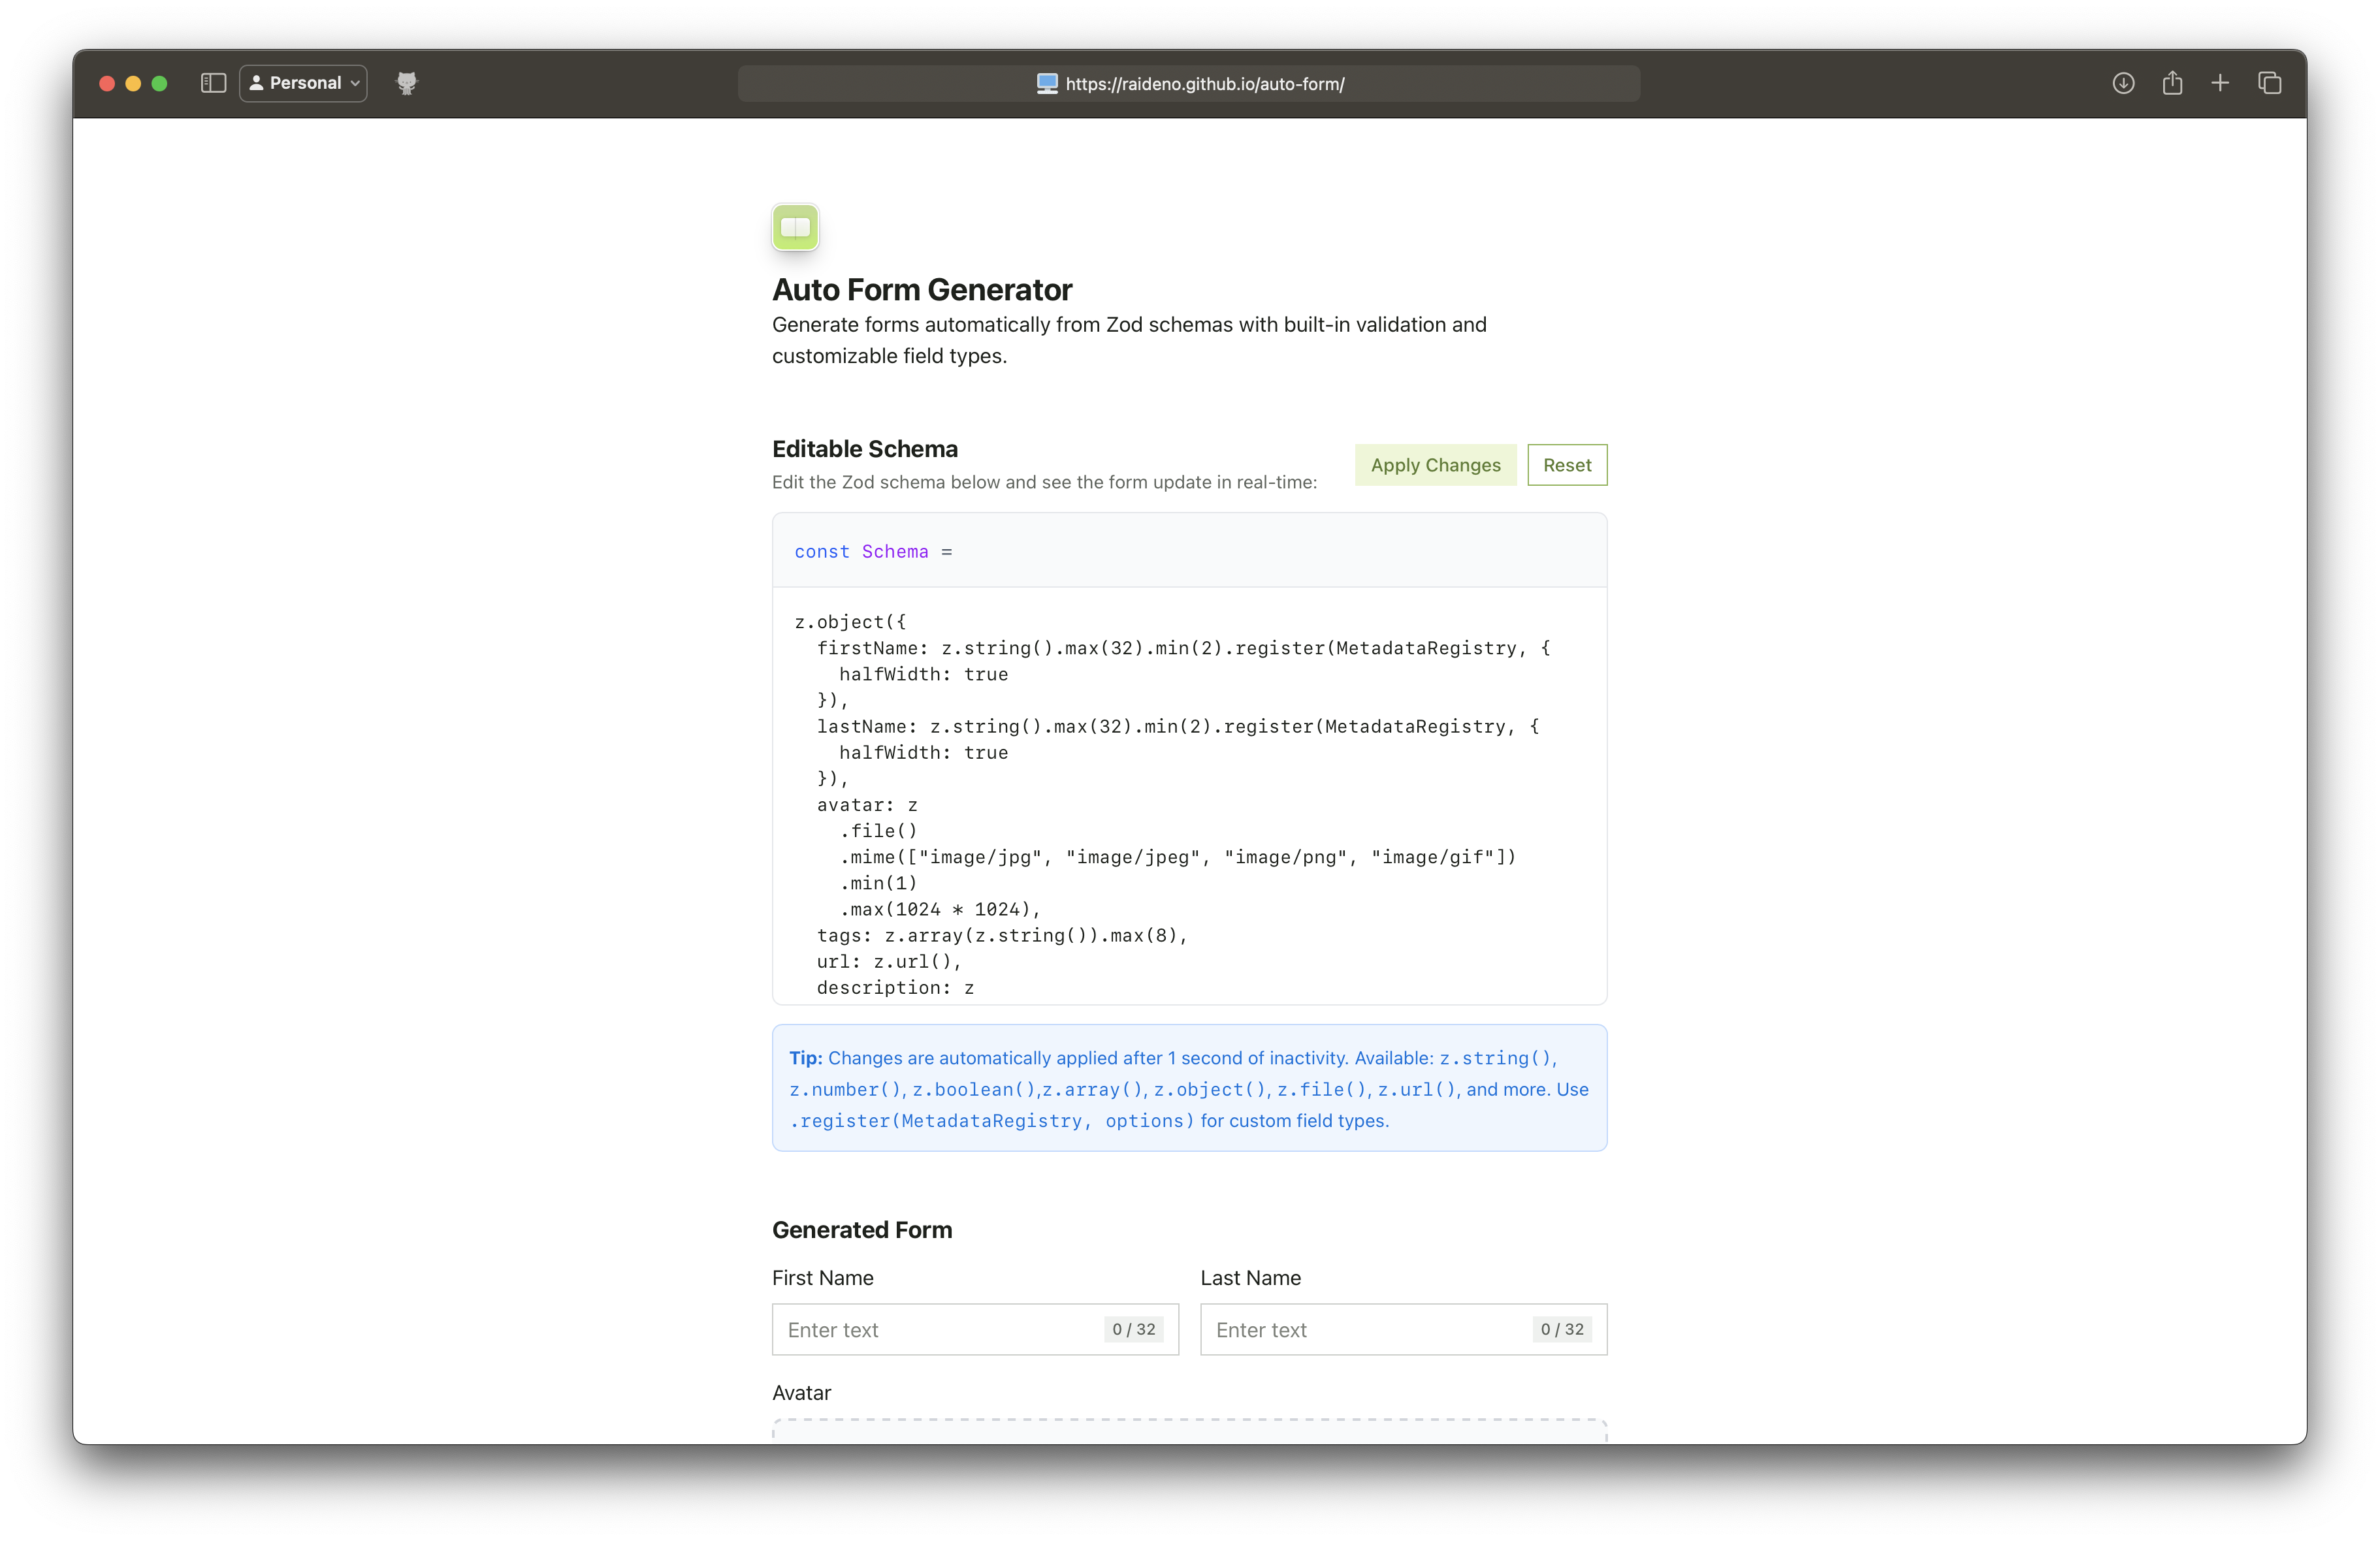 Personal
https://raideno.github.io/auto-form/
Auto Form Generator
Generate forms automatically from Zod schemas with built-in validation and
customizable field types.
Editable Schema
Edit the Zod schema below and see the form update in real-time:
Apply Changes
Reset
const Schema =
z.object({
  firstName: z.string().max(32).min(2).register(MetadataRegistry, {
    halfWidth: true
  }),
  lastName: z.string().max(32).min(2).register(MetadataRegistry, {
    halfWidth: true
  }),
  avatar: z
    .file()
    .mime(["image/jpg", "image/jpeg", "image/png", "image/gif"])
    .min(1)
    .max(1024 * 1024),
  tags: z.array(z.string()).max(8),
  url: z.url(),
  description: z
Tip: Changes are automatically applied after 1 second of inactivity. Available: z.string(),
z.number(), z.boolean(),z.array(), z.object(), z.file(), z.url(), and more. Use
.register(MetadataRegistry, options) for custom field types.
Generated Form
First Name
Last Name
Enter text
0 / 32
Enter text
0 / 32
Avatar